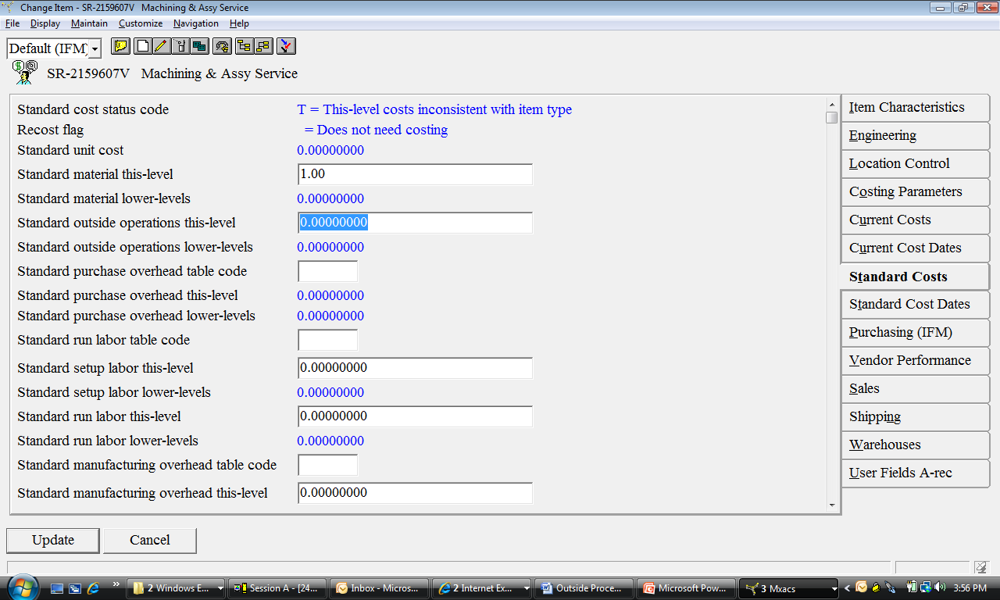 Change Item - SR-2159607V   Machining & Assy Service
File Display Maintain Customize Navigation Help
Default (IFM)
SR-2159607V   Machining & Assy Service
Standard cost status code T = This-level costs inconsistent with item type
Recost flag = Does not need costing
Standard unit cost 0.00000000
Standard material this-level 1.00
Standard material lower-levels 0.00000000
Standard outside operations this-level 0.00000000
Standard outside operations lower-levels 0.00000000
Standard purchase overhead table code
Standard purchase overhead this-level 0.00000000
Standard purchase overhead lower-levels 0.00000000
Standard run labor table code
Standard setup labor this-level 0.00000000
Standard setup labor lower-levels 0.00000000
Standard run labor this-level 0.00000000
Standard run labor lower-levels 0.00000000
Standard manufacturing overhead table code
Standard manufacturing overhead this-level 0.00000000
Item Characteristics
Engineering
Location Control
Costing Parameters
Current Costs
Current Cost Dates
Standard Costs
Standard Cost Dates
Purchasing (IFM)
Vendor Performance
Sales
Shipping
Warehouses
User Fields A-rec
Update Cancel
» 2 Windows E... Session A - [24... Inbox - Micros... 2 Internet Ex... Outside Proce... Microsoft Pow... 3 Mxacs < 3:56 PM